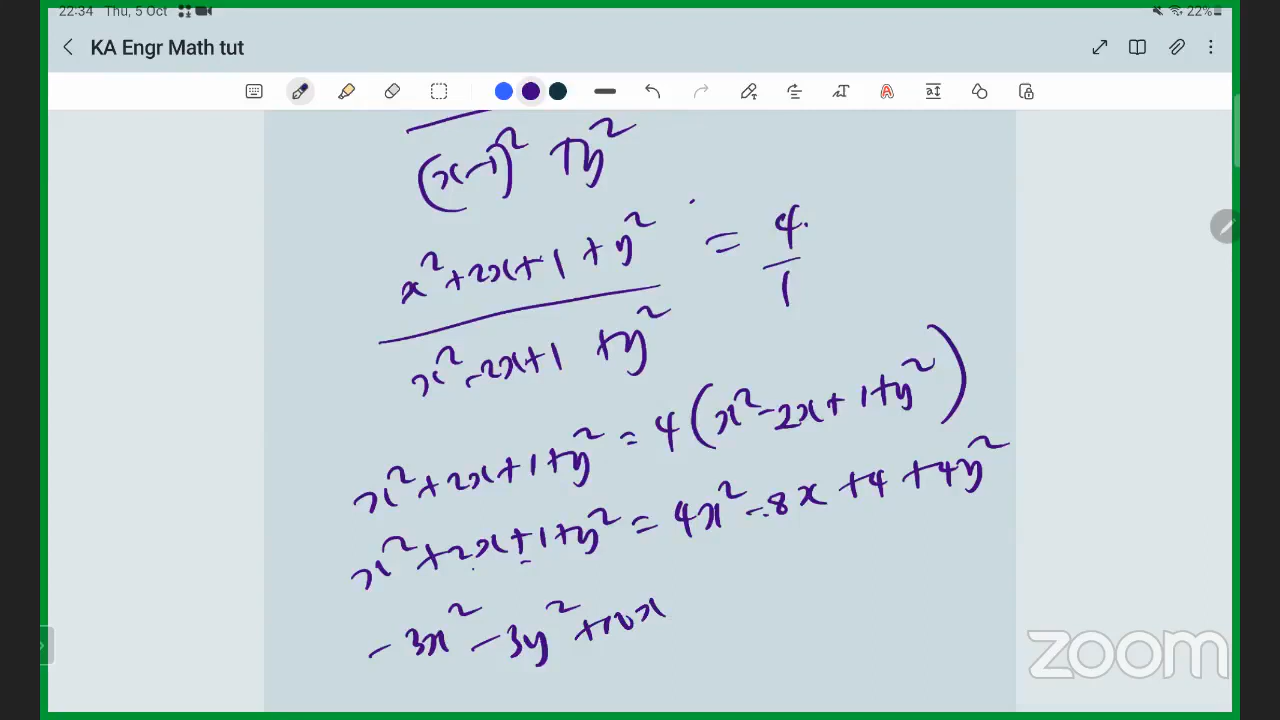 22:34 Thu, 5 Oct 22%
KA Engr Math tut
(x-1)² + y²
x² + 2x + 1 + y² = 4
x² - 2x + 1 + y² 1
x² + 2x + 1 + y² = 4(x² - 2x + 1 + y²)
x² + 2x + 1 + y² = 4x² - 8x + 4 + 4y²
- 3x² - 3y² + 10x
zoom